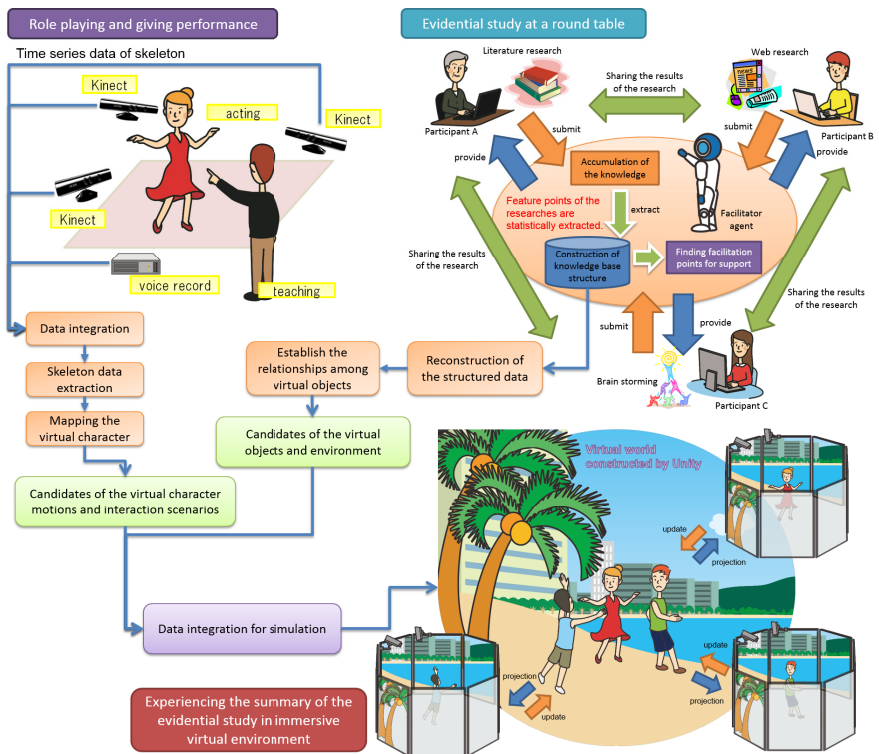 Role playing and giving performance
Time series data of skeleton
Kinect
acting
Kinect
Kinect
voice record
teaching
Data integration
Skeleton data
extraction
Mapping the
virtual character
Candidates of the virtual character
motions and interaction scenarios
Evidential study at a round table
Literature research
Participant A
Sharing the results
of the research
Web research
NEWS
Participant B
submit
provide
submit
provide
Accumulation of
the knowledge
Feature points of the
researches are
statistically extracted.
extract
Facilitator
agent
Construction of
knowledge base
structure
Finding facilitation
points for support
Sharing the results
of the research
Sharing the results
of the research
submit
provide
Brain storming
Participant C
Reconstruction of
the structured data
Establish the
relationships among
virtual objects
Candidates of the virtual
objects and environment
Data integration for simulation
Virtual world
constructed by Unity
update
projection
update
projection
projection
update
Experiencing the summary of the
evidential study in immersive
virtual environment